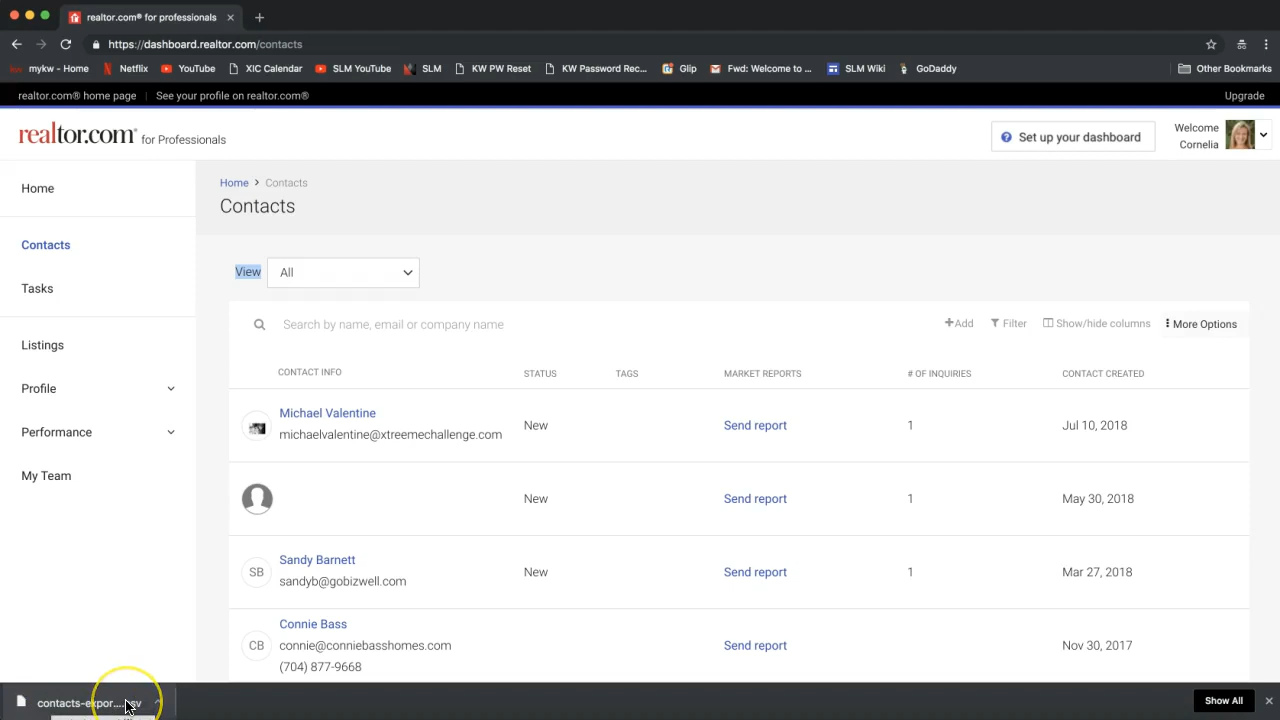 realtor.com® for professionals
https://dashboard.realtor.com/contacts
mykw - Home Netflix YouTube XIC Calendar SLM YouTube SLM KW PW Reset KW Password Rec... Glip Fwd: Welcome to ... SLM Wiki GoDaddy Other Bookmarks
realtor.com® home page See your profile on realtor.com® Upgrade
realtor.com® for Professionals
Set up your dashboard
Welcome
Cornelia
Home
Contacts
Tasks
Listings
Profile
Performance
My Team
Home > Contacts
Contacts
View All
Search by name, email or company name
+Add Filter Show/hide columns More Options
CONTACT INFO STATUS TAGS MARKET REPORTS # OF INQUIRIES CONTACT CREATED
Michael Valentine
michaelvalentine@xtreemechallenge.com New Send report 1 Jul 10, 2018
New Send report 1 May 30, 2018
Sandy Barnett
SB sandyb@gobizwell.com New Send report 1 Mar 27, 2018
Connie Bass
CB connie@conniebasshomes.com Send report Nov 30, 2017
(704) 877-9668
contacts-expor....csv
Show All